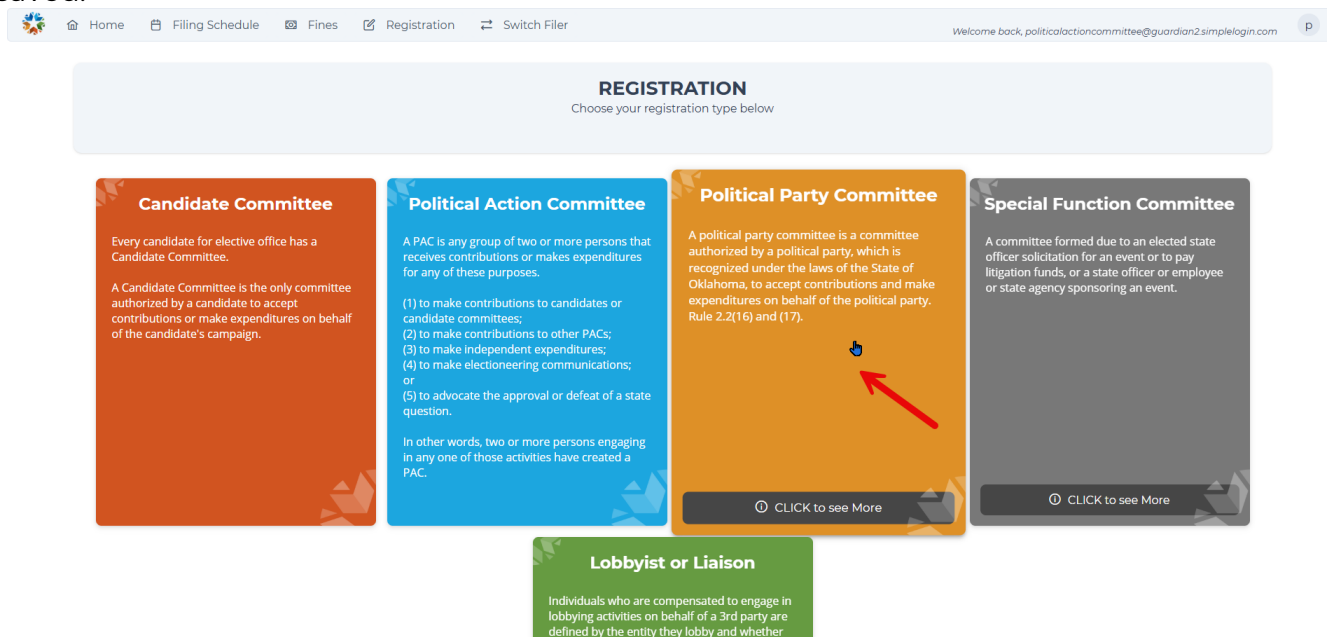 Home Filing Schedule Fines Registration Switch Filer
Welcome back, politicalactioncommittee@guardian2.simplelogin.com p
REGISTRATION
Choose your registration type below
Candidate Committee
Every candidate for elective office has a
Candidate Committee.
A Candidate Committee is the only committee
authorized by a candidate to accept
contributions or make expenditures on behalf
of the candidate's campaign.
Political Action Committee
A PAC is any group of two or more persons that
receives contributions or makes expenditures
for any of these purposes.
(1) to make contributions to candidates or
candidate committees;
(2) to make contributions to other PACs;
(3) to make independent expenditures;
(4) to make electioneering communications;
or
(5) to advocate the approval or defeat of a state
question.
In other words, two or more persons engaging
in any one of those activities have created a
PAC.
Political Party Committee
A political party committee is a committee
authorized by a political party, which is
recognized under the laws of the State of
Oklahoma, to accept contributions and make
expenditures on behalf of the political party.
Rule 2.2(16) and (17).
CLICK to see More
Special Function Committee
A committee formed due to an elected state
officer solicitation for an event or to pay
litigation funds, or a state officer or employee
or state agency sponsoring an event.
CLICK to see More
Lobbyist or Liaison
Individuals who are compensated to engage in
lobbying activities on behalf of a 3rd party are
defined by the entity they lobby and whether